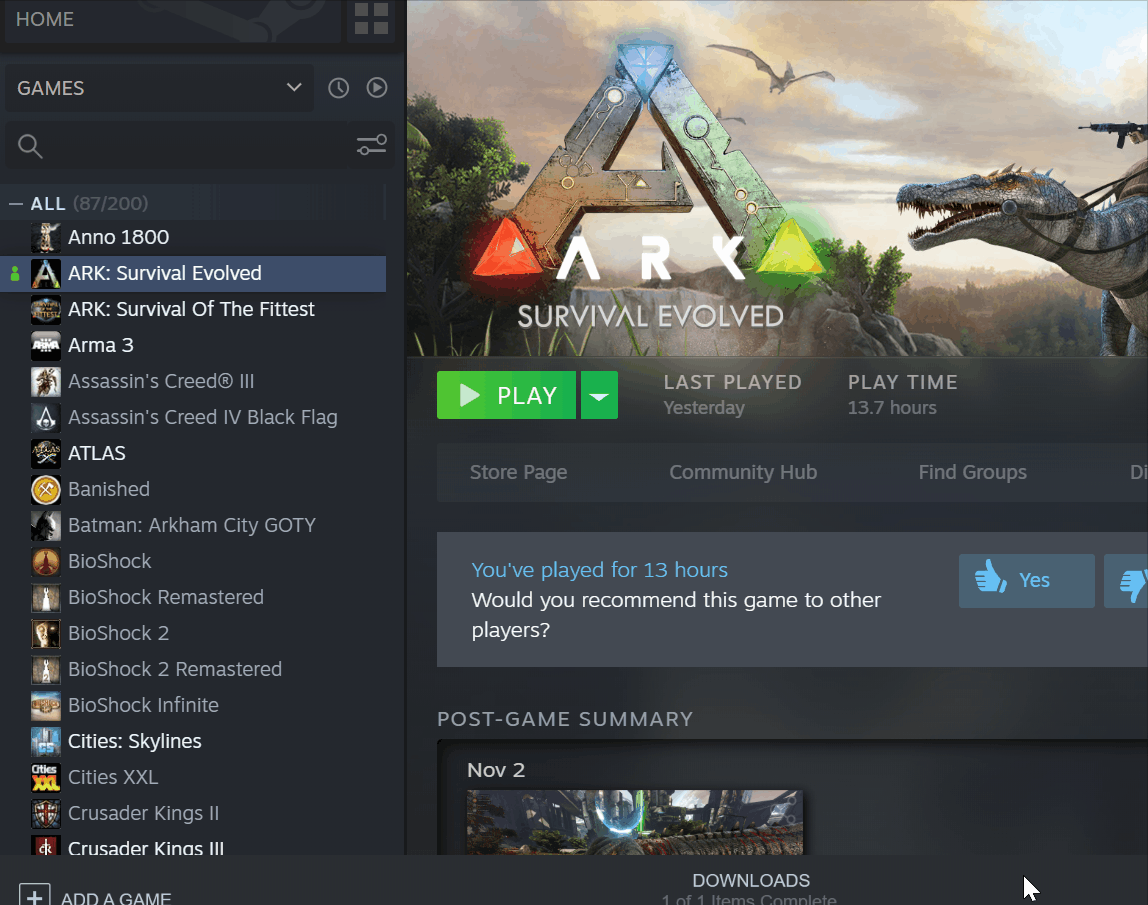 HOME
GAMES
ALL (87/200)
Anno 1800
ARK: Survival Evolved
ARK: Survival Of The Fittest
Arma 3
Assassin's Creed® III
Assassin's Creed IV Black Flag
ATLAS
Banished
Batman: Arkham City GOTY
BioShock
BioShock Remastered
BioShock 2
BioShock 2 Remastered
BioShock Infinite
Cities: Skylines
Cities XXL
Crusader Kings II
Crusader Kings III
ADD A GAME
ARK
SURVIVAL EVOLVED
PLAY
LAST PLAYED
Yesterday
PLAY TIME
13.7 hours
Store Page
Community Hub
Find Groups
Di
You've played for 13 hours
Would you recommend this game to other
players?
Yes
POST-GAME SUMMARY
Nov 2
DOWNLOADS
1 of 1 Items Complete